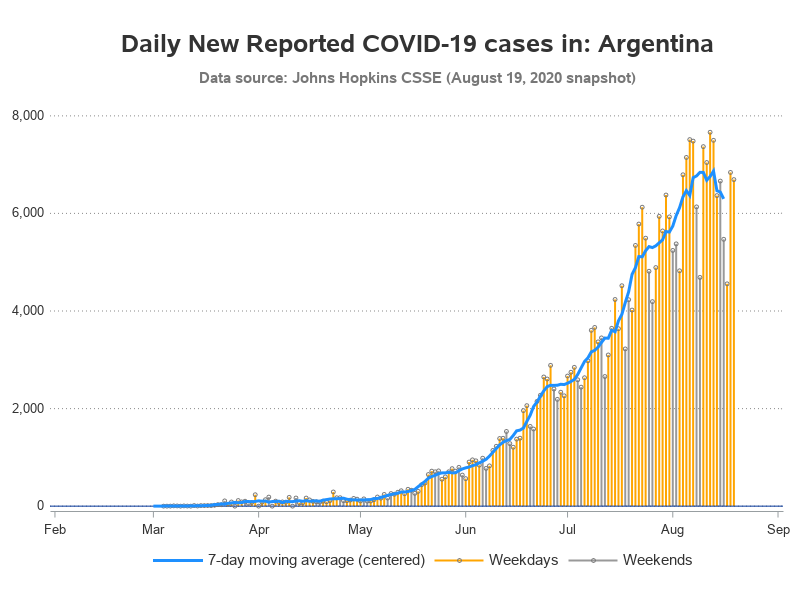 Daily New Reported COVID-19 cases in: Argentina
Data source: Johns Hopkins CSSE (August 19, 2020 snapshot)
8,000
6,000
4,000
2,000
0
Feb Mar Apr May Jun Jul Aug Sep
7-day moving average (centered) Weekdays Weekends